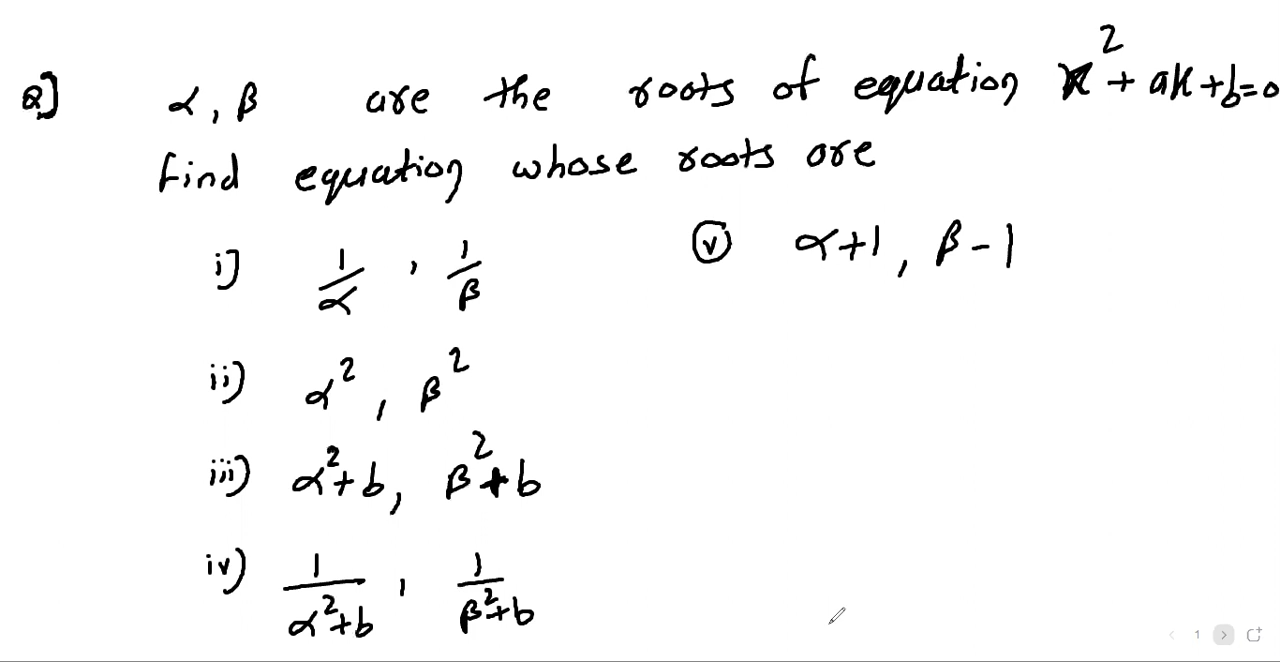 Q] α, β are the roots of equation x² + ax + b = 0
find equation whose roots are
i] 1/α , 1/β
ii) α², β²
iii) α²+b, β²+b
iv) 1/(α²+b) , 1/(β²+b)
ⓥ α+1, β-1
1